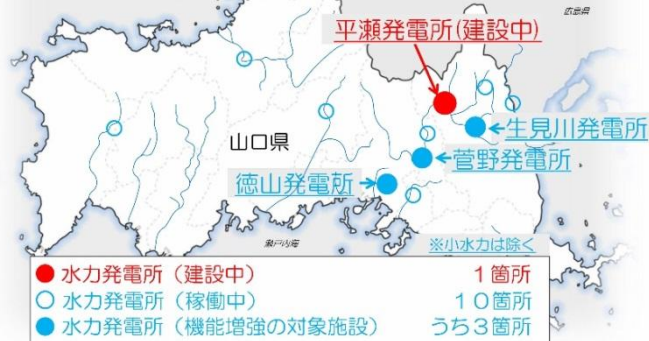 広島県
平瀬発電所(建設中)
生見川発電所
山口県
菅野発電所
徳山発電所
瀬戸内海
※小水力は除く
● 水力発電所（建設中） 1箇所
○ 水力発電所（稼働中） 10箇所
● 水力発電所（機能増強の対象施設） うち3箇所